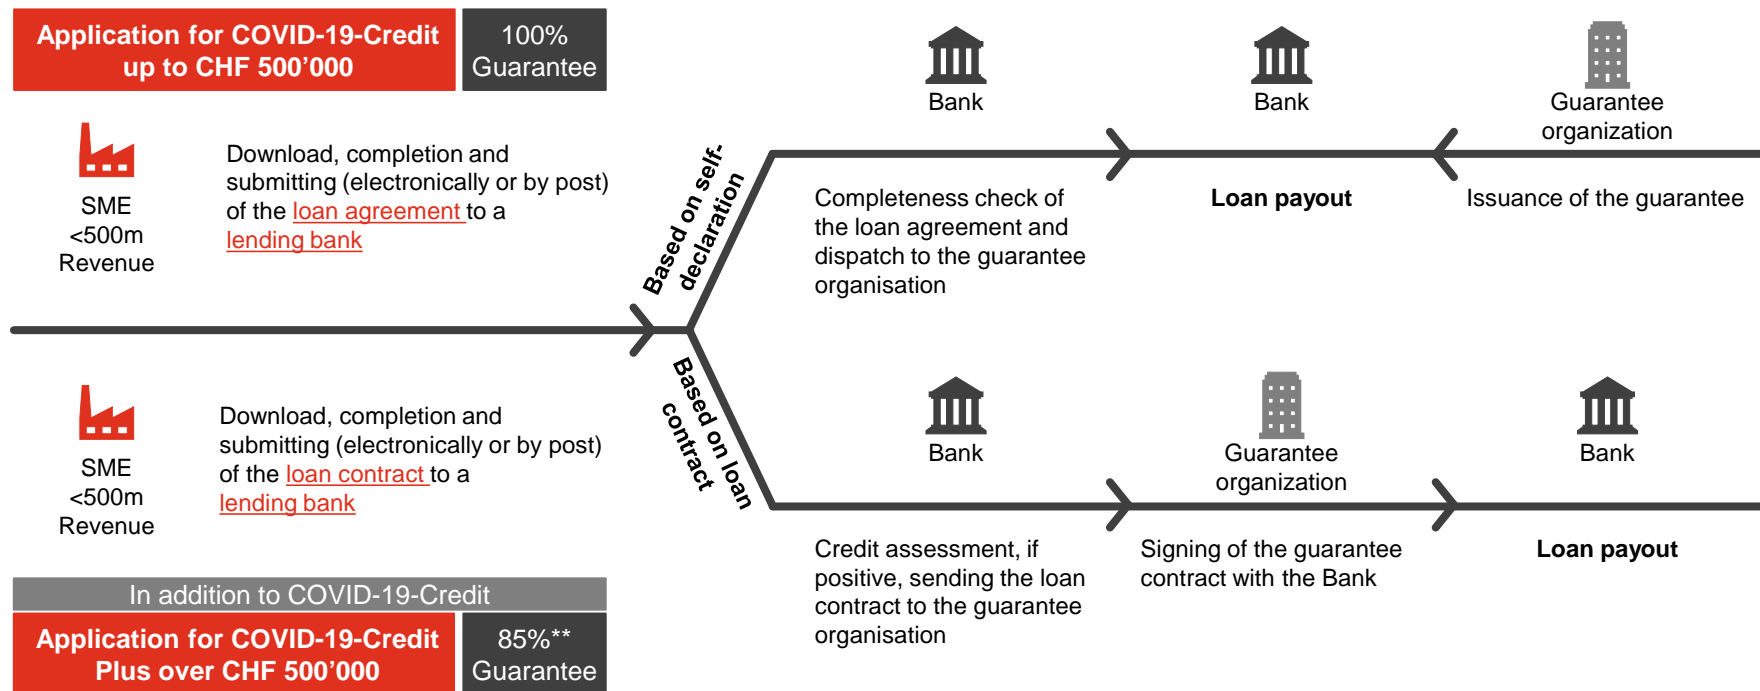 Application for COVID-19-Credit
up to CHF 500’000
100%
Guarantee
SME
<500m
Revenue
Download, completion and
submitting (electronically or by post)
of the loan agreement to a
lending bank
Based on self-
declaration
Bank
Completeness check of
the loan agreement and
dispatch to the guarantee
organisation
Bank
Loan payout
Guarantee
organization
Issuance of the guarantee
SME
<500m
Revenue
Download, completion and
submitting (electronically or by post)
of the loan contract to a
lending bank
Based on loan
contract
Bank
Credit assessment, if
positive, sending the loan
contract to the guarantee
organisation
Guarantee
organization
Signing of the guarantee
contract with the Bank
Bank
Loan payout
In addition to COVID-19-Credit
Application for COVID-19-Credit
Plus over CHF 500’000
85%**
Guarantee